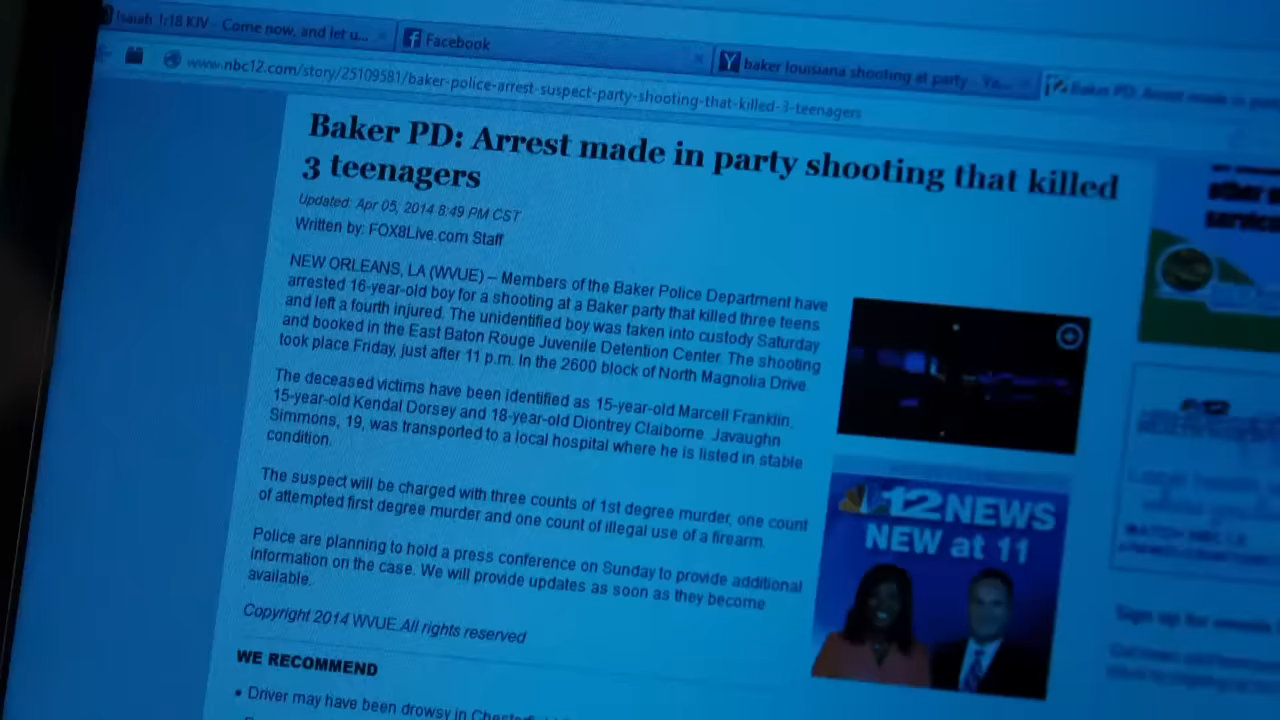 Isaiah 1:18 KJV - Come now, and let u...
Facebook
baker louisiana shooting at party - Ya...
Baker PD: Arrest made in
www.nbc12.com/story/25109581/baker-police-arrest-suspect-party-shooting-that-killed-3-teenagers
Baker PD: Arrest made in party shooting that killed
3 teenagers
Updated: Apr 05, 2014 8:49 PM CST
Written by: FOX8Live.com Staff
NEW ORLEANS, LA (WVUE) – Members of the Baker Police Department have
arrested 16-year-old boy for a shooting at a Baker party that killed three teens
and left a fourth injured. The unidentified boy was taken into custody Saturday
and booked in the East Baton Rouge Juvenile Detention Center. The shooting
took place Friday, just after 11 p.m. In the 2600 block of North Magnolia Drive.
The deceased victims have been identified as 15-year-old Marcell Franklin,
15-year-old Kendal Dorsey and 18-year-old Diontrey Claiborne. Javaughn
Simmons, 19, was transported to a local hospital where he is listed in stable
condition.
The suspect will be charged with three counts of 1st degree murder, one count
of attempted first degree murder and one count of illegal use of a firearm.
Police are planning to hold a press conference on Sunday to provide additional
information on the case. We will provide updates as soon as they become
available.
Copyright 2014 WVUE. All rights reserved
WE RECOMMEND
• Driver may have been drowsy in
12 NEWS
NEW at 11
12
Sign up for